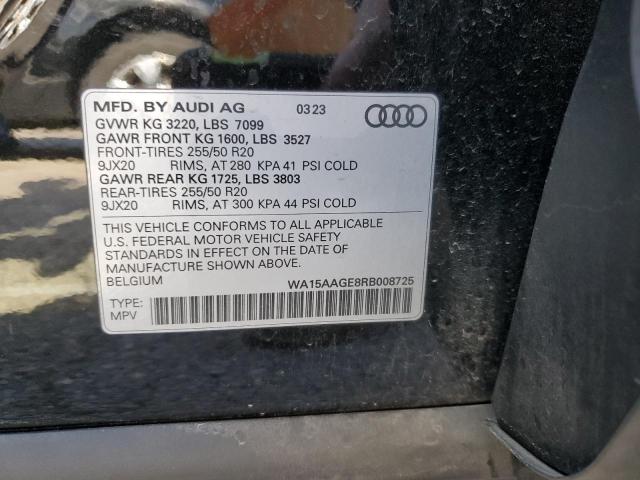 MFD. BY AUDI AG 03 23
GVWR KG 3220, LBS 7099
GAWR FRONT KG 1600, LBS 3527
FRONT-TIRES 255/50 R20
9JX20 RIMS, AT 280 KPA 41 PSI COLD
GAWR REAR KG 1725, LBS 3803
REAR-TIRES 255/50 R20
9JX20 RIMS, AT 300 KPA 44 PSI COLD
THIS VEHICLE CONFORMS TO ALL APPLICABLE
U.S. FEDERAL MOTOR VEHICLE SAFETY
STANDARDS IN EFFECT ON THE DATE OF
MANUFACTURE SHOWN ABOVE.
BELGIUM WA15AAGE8RB008725
TYPE:
MPV